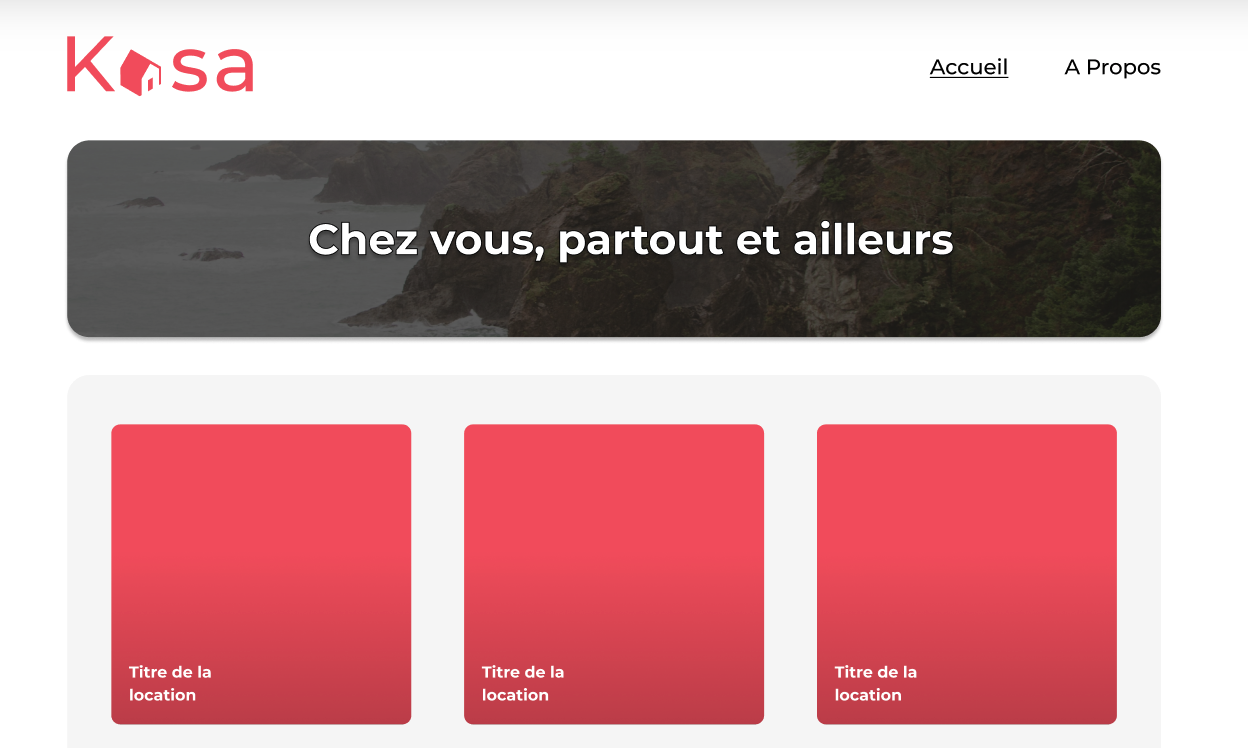 Kasa
Accueil
A Propos
Chez vous, partout et ailleurs
Titre de la
location
Titre de la
location
Titre de la
location